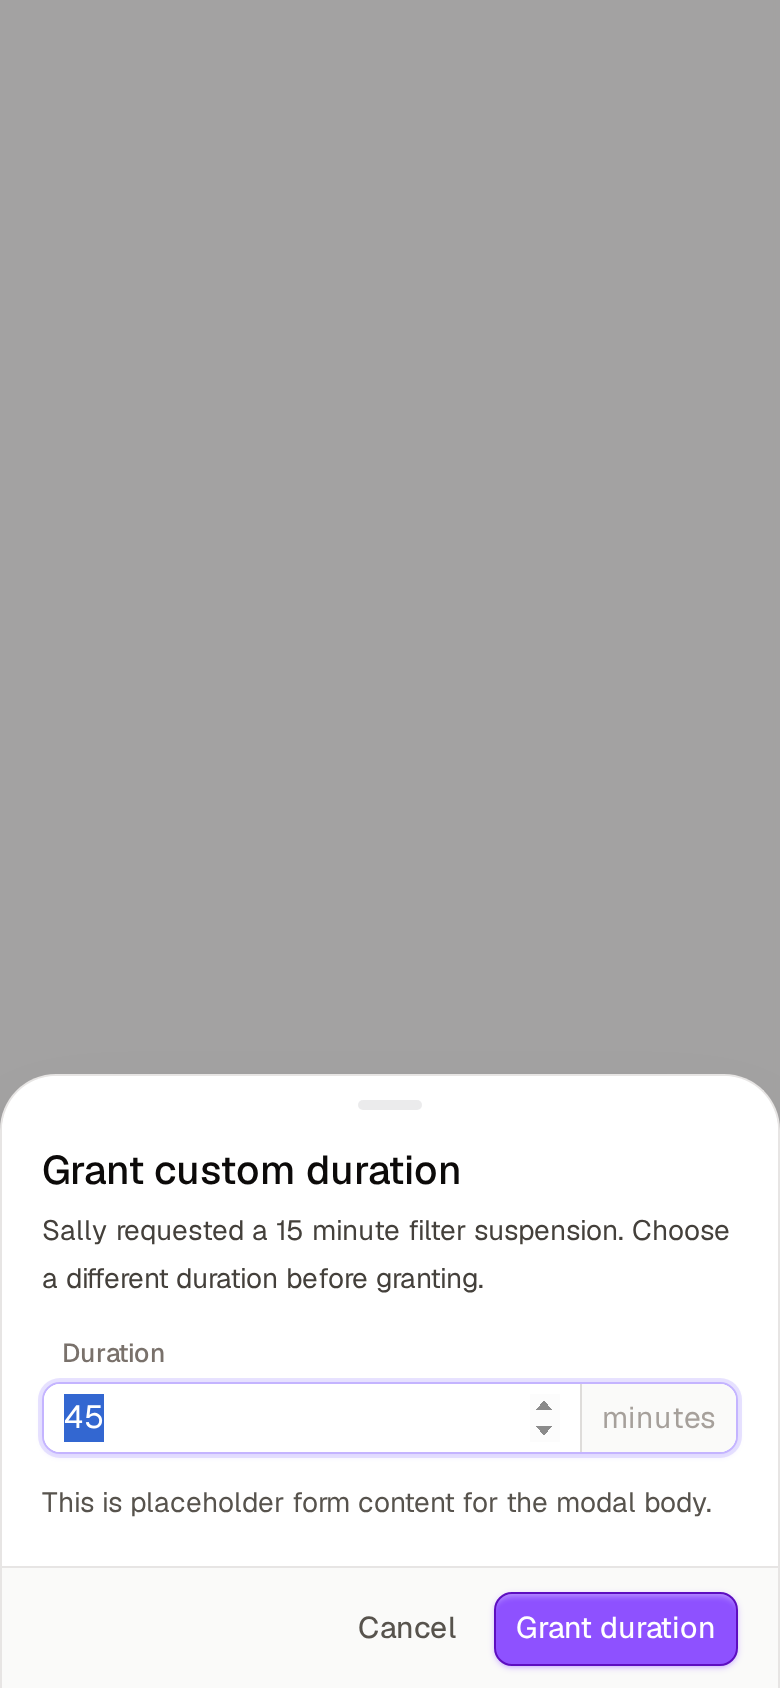 Grant custom duration
Sally requested a 15 minute filter suspension. Choose
a different duration before granting.
Duration
45
minutes
This is placeholder form content for the modal body.
Cancel
Grant duration